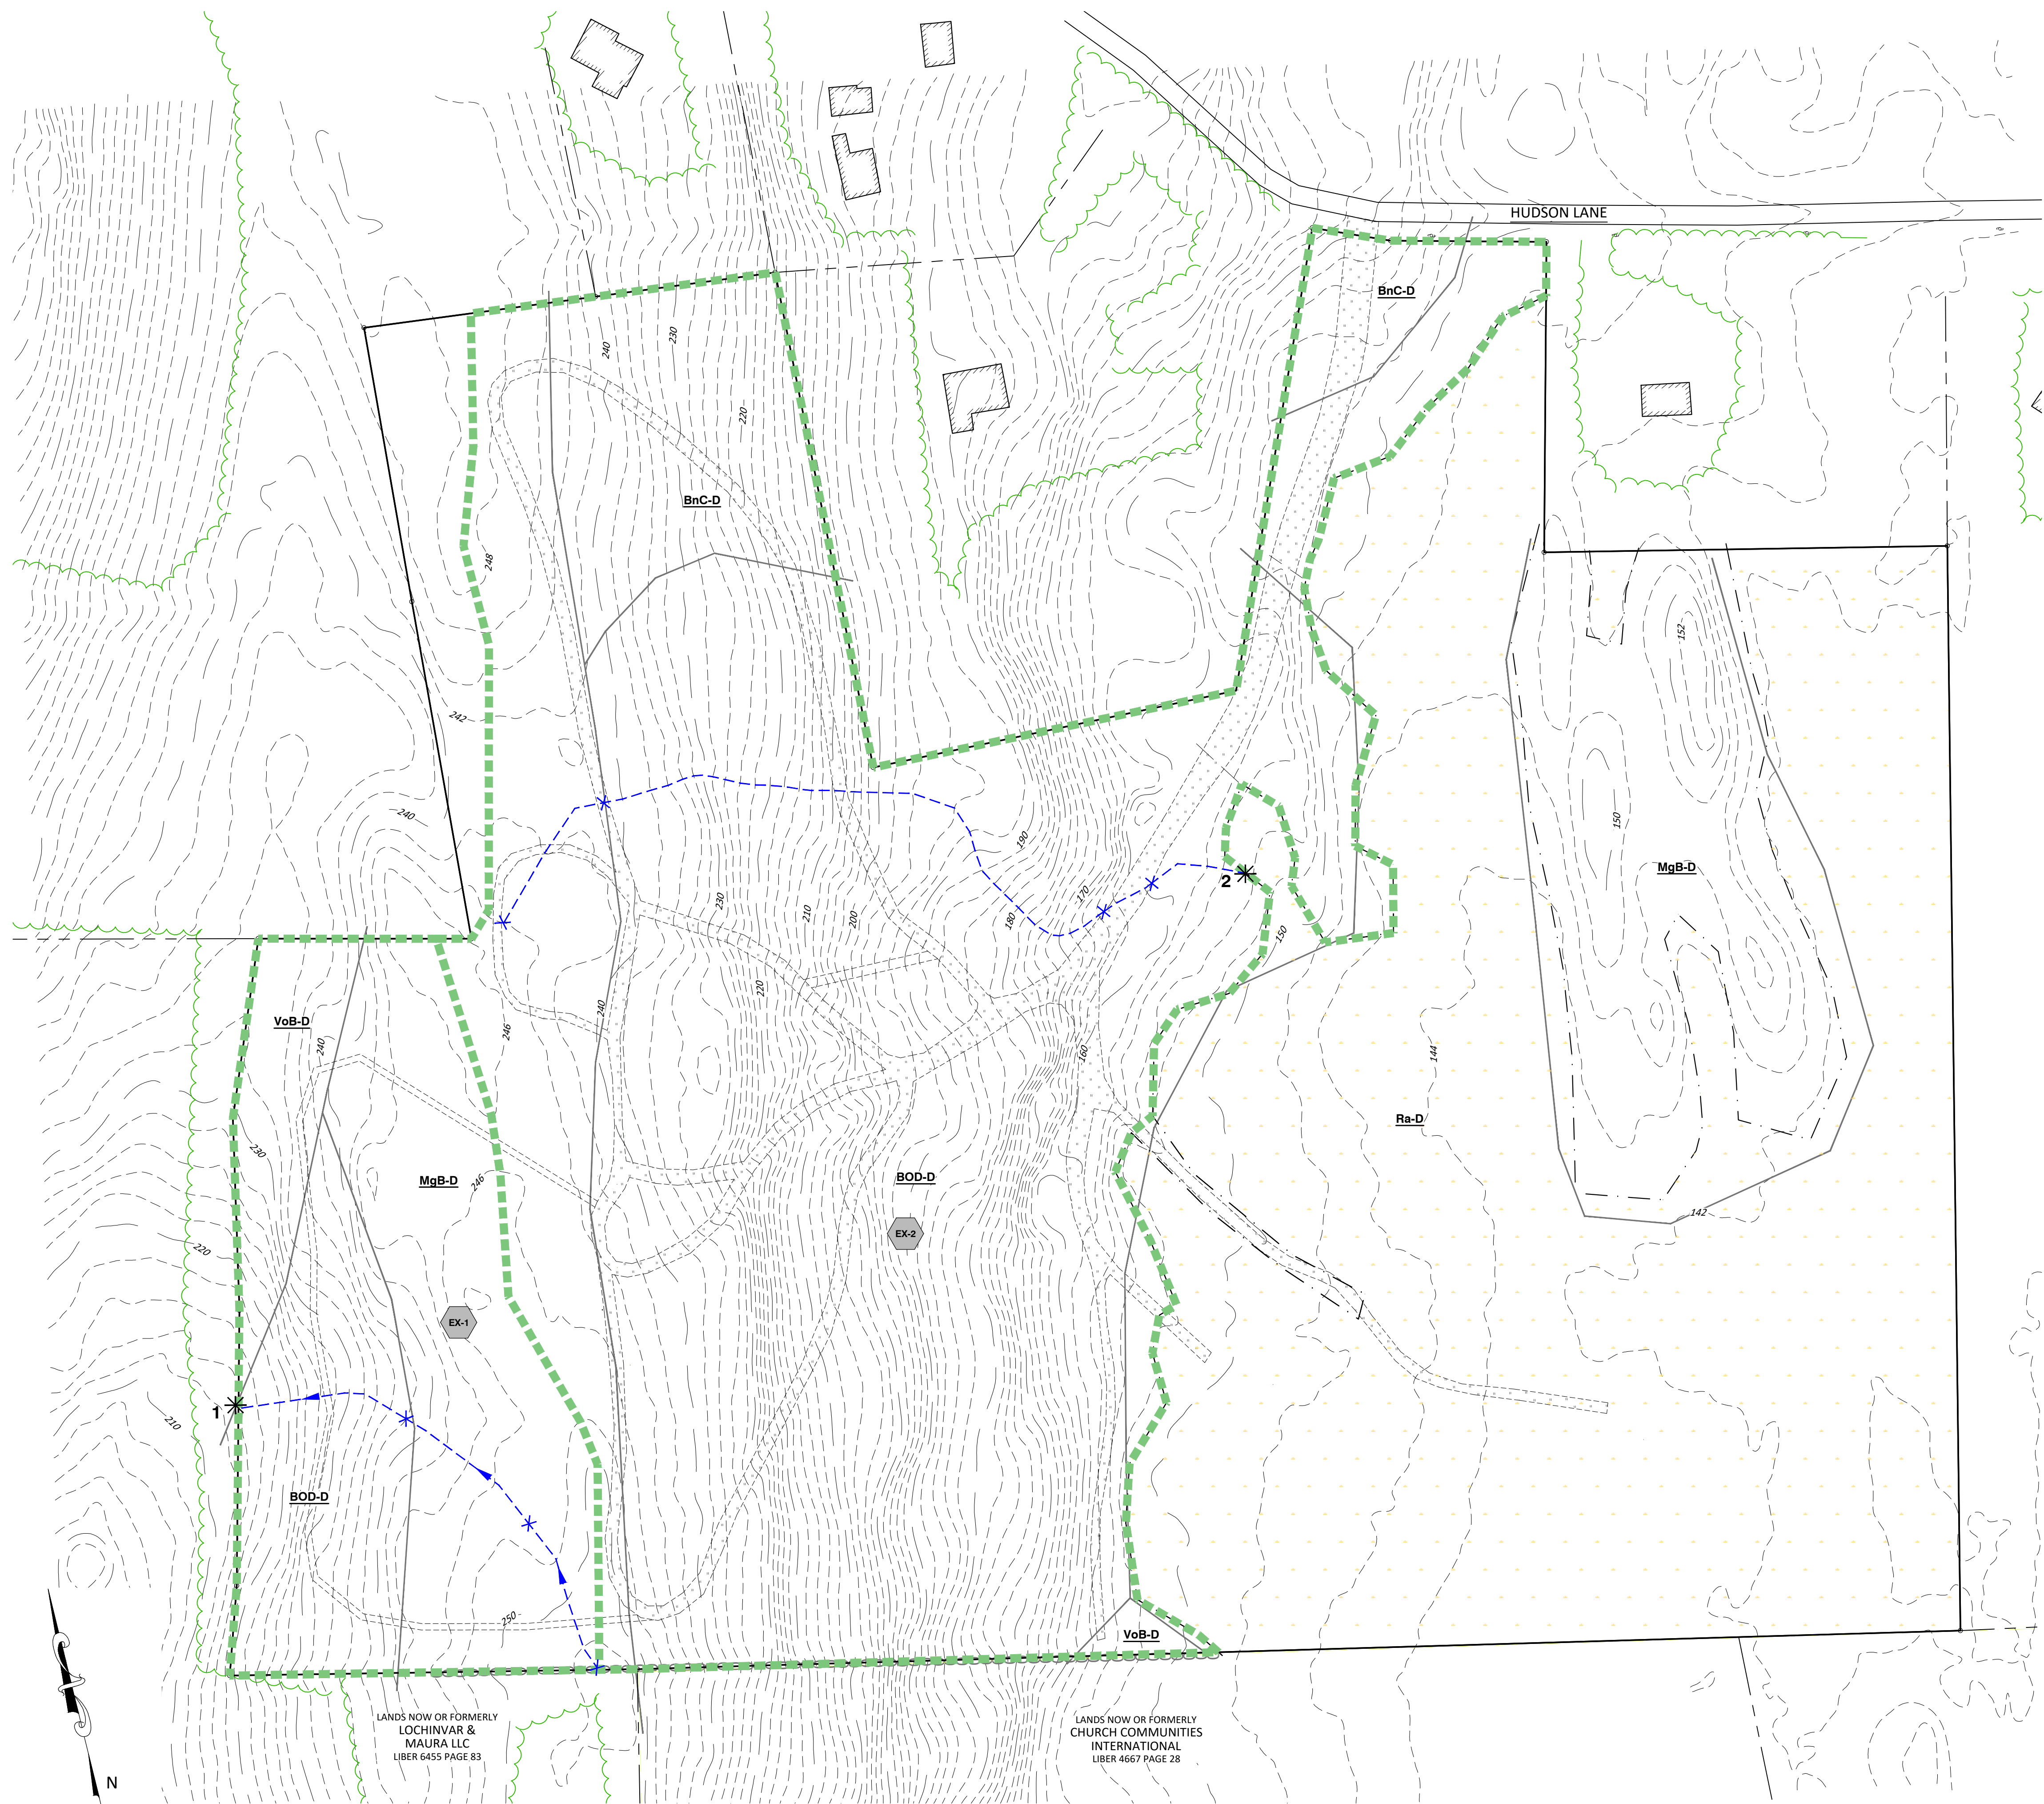 HUDSON LANE
BnC-D
240
230
220
BnC-D
248
152
242
240
150
190
MgB-D
170
2
230
210
200
180
150
240
VoB-D
220
246
240
160
144
Ra-D
230
MgB-D
246
BOD-D
142
EX-2
220
EX-1
1
210
BOD-D
250
VoB-D
LANDS NOW OR FORMERLY
LOCHINVAR &
MAURA LLC
LIBER 6455 PAGE 83
LANDS NOW OR FORMERLY
CHURCH COMMUNITIES
INTERNATIONAL
LIBER 4667 PAGE 28
N